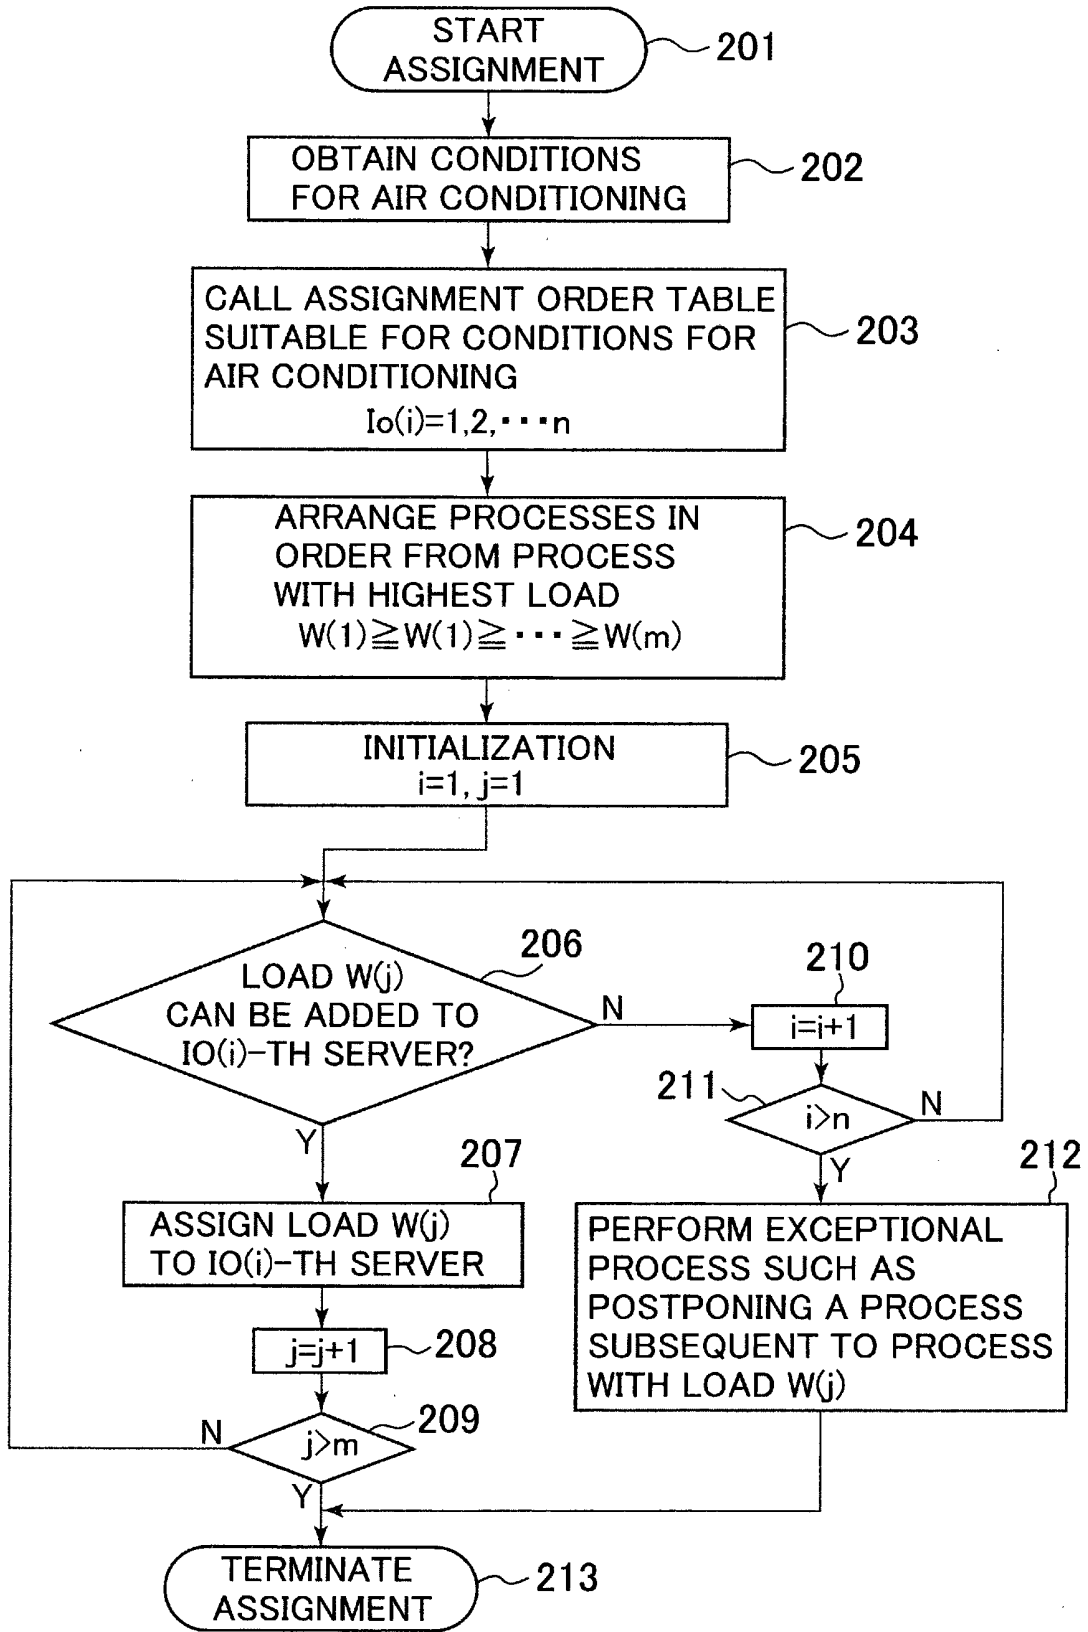 START
ASSIGNMENT
201
OBTAIN CONDITIONS
FOR AIR CONDITIONING
202
CALL ASSIGNMENT ORDER TABLE
SUITABLE FOR CONDITIONS FOR
AIR CONDITIONING
Io(i)=1,2,･･･n
203
ARRANGE PROCESSES IN
ORDER FROM PROCESS
WITH HIGHEST LOAD
W(1)≧W(1)≧･･･≧W(m)
204
INITIALIZATION
i=1, j=1
205
LOAD W(j)
CAN BE ADDED TO
IO(i)-TH SERVER?
206
N
Y
210
i=i+1
211
i>n
N
Y
207
ASSIGN LOAD W(j)
TO IO(i)-TH SERVER
212
PERFORM EXCEPTIONAL
PROCESS SUCH AS
POSTPONING A PROCESS
SUBSEQUENT TO PROCESS
WITH LOAD W(j)
j=j+1
208
209
j>m
N
Y
TERMINATE
ASSIGNMENT
213